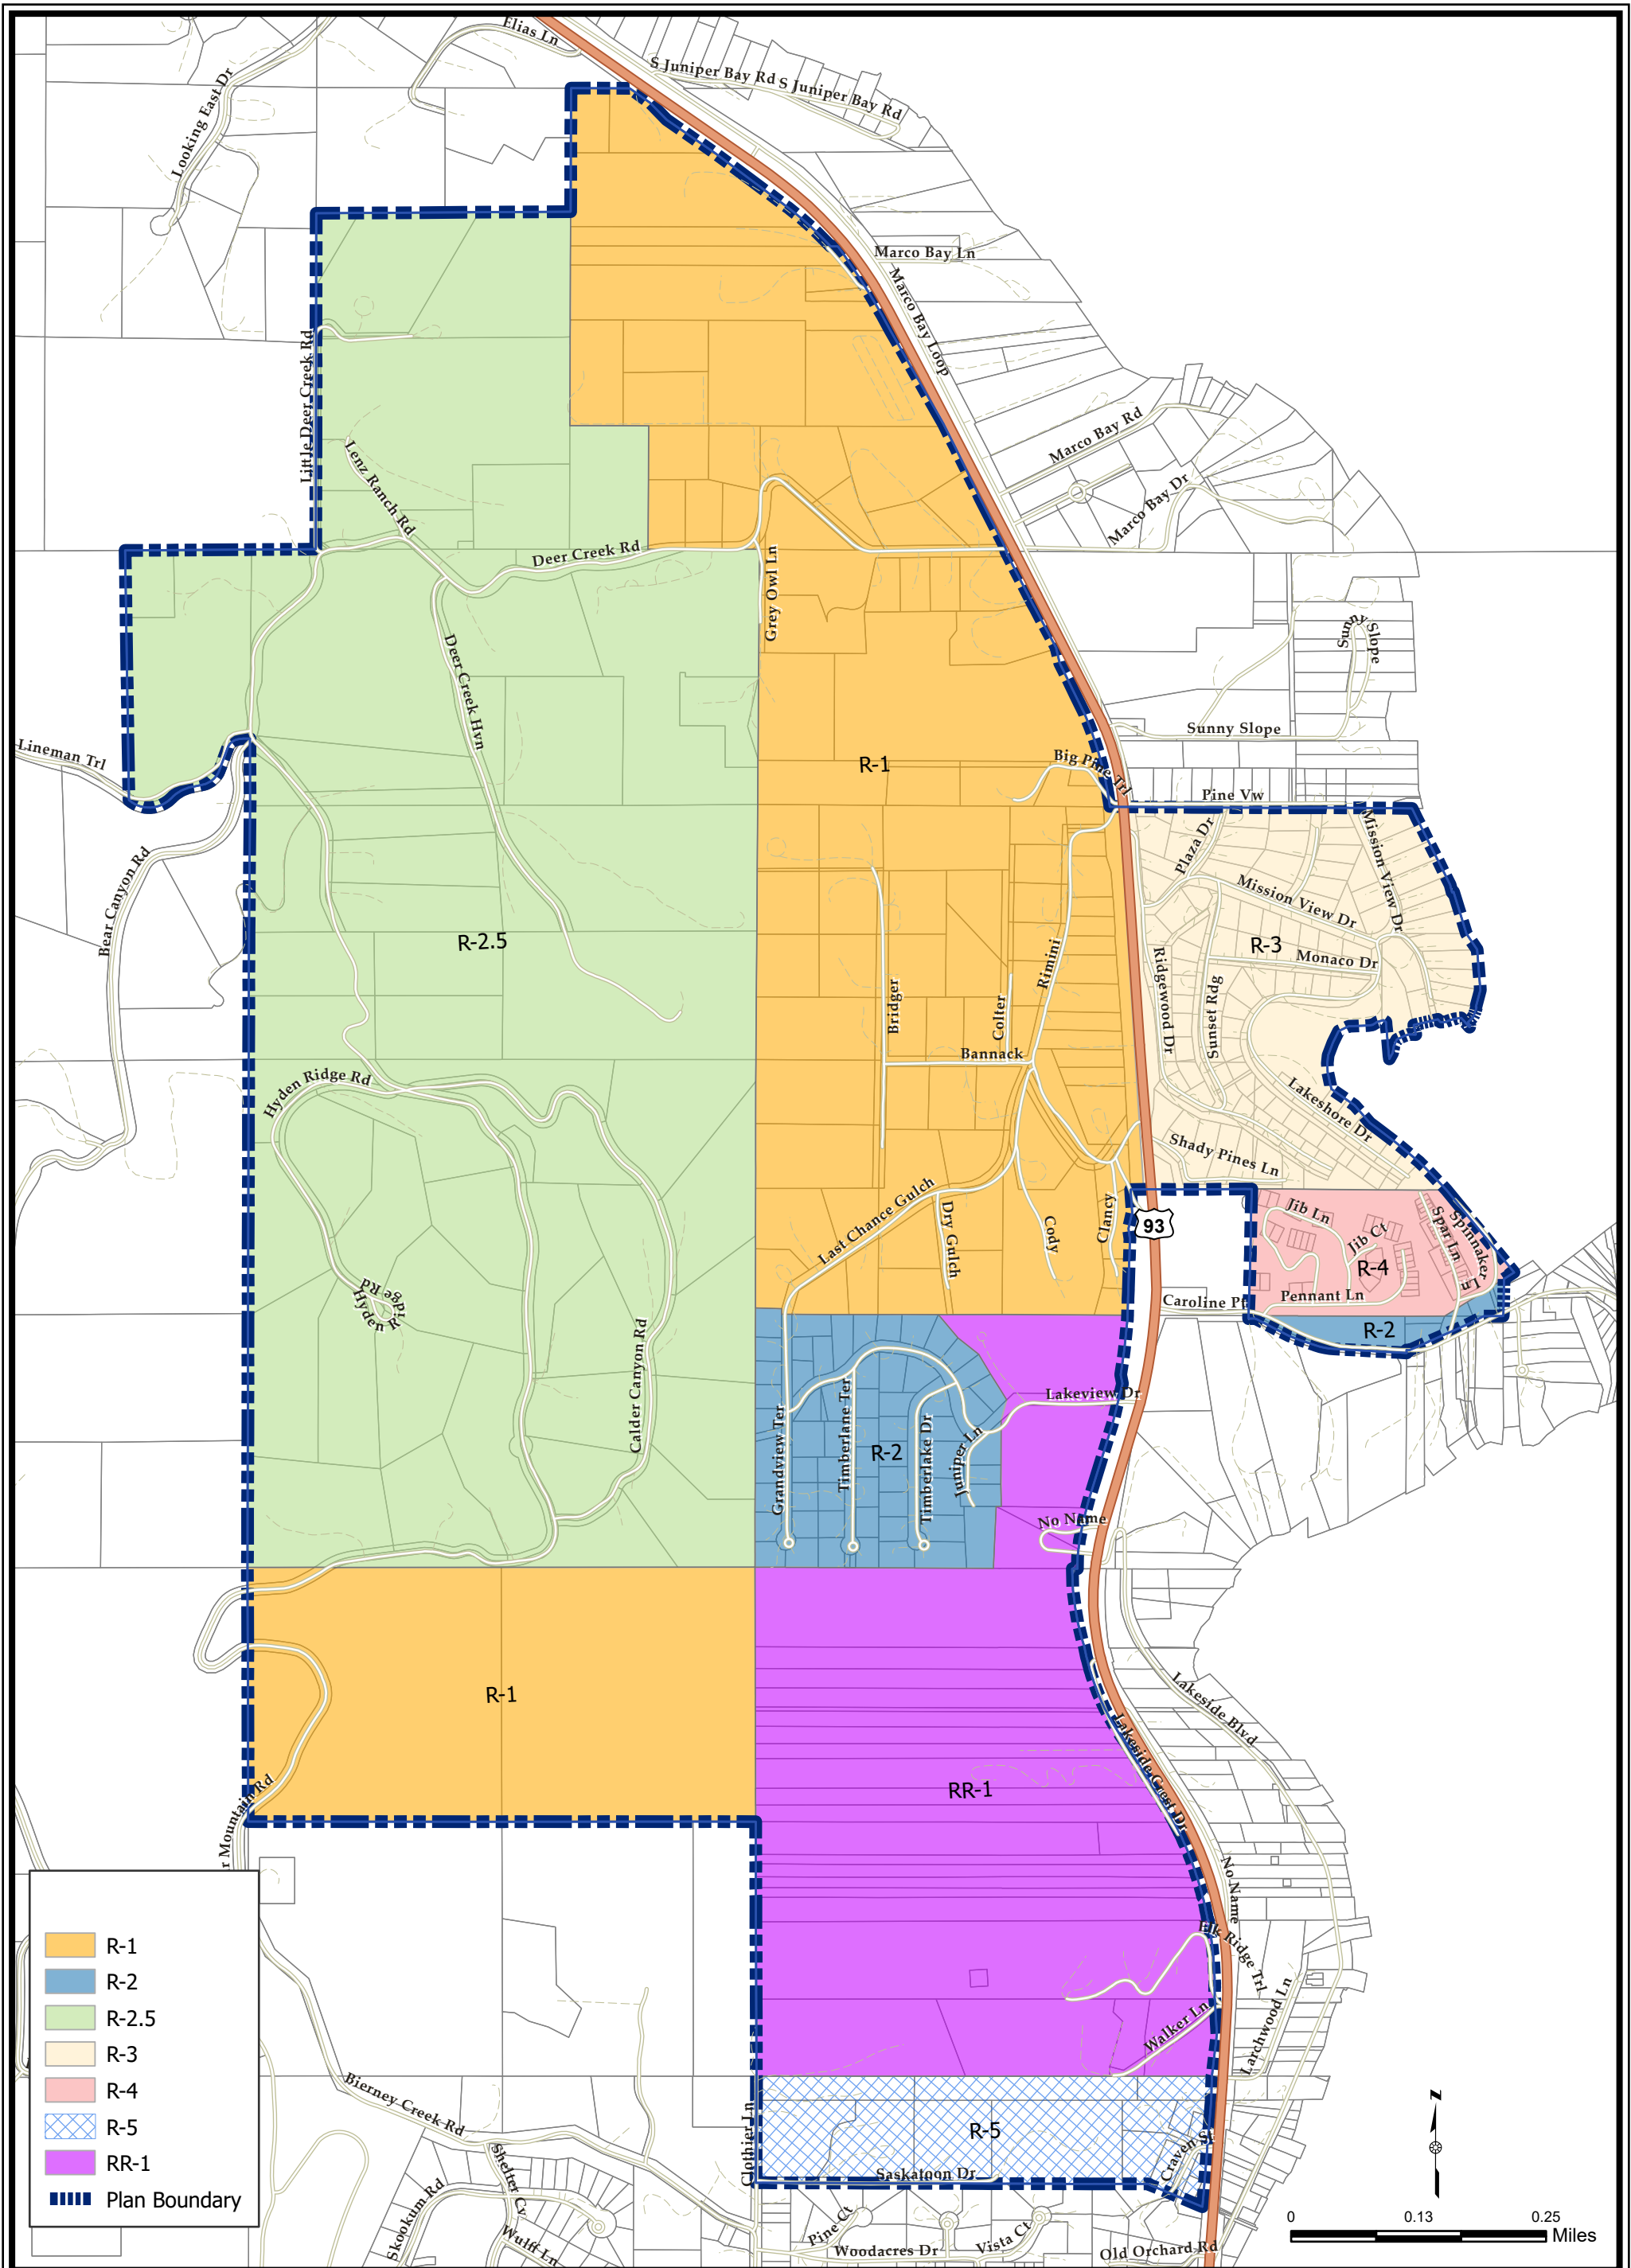 Elias Ln
S Juniper Bay Rd
S Juniper Bay Rd
Looking East Dr
Marco Bay Ln
Marco Bay Loop
Little Deer Creek Rd
Lenz Ranch Rd
Marco Bay Rd
Marco Bay Dr
Deer Creek Rd
Grey Owl Ln
Sunny Slope
Deer Creek Hvn
Sunny Slope
Lineman Trl
Big Pine Trl
R-1
Pine Vw
Plaza Dr
Mission View Dr
Mission View Dr
Bear Canyon Rd
R-2.5
R-3
Monaco Dr
Rimini
Ridgewood Dr
Sunset Rdg
Bridger
Colter
Bannack
Hyden Ridge Rd
Lakeshore Dr
Shady Pines Ln
Last Chance Gulch
Dry Gulch
Cody
Clancy
93
Jib Ln
Jib Ct
Spar Ln
Spinnaker Ln
R-4
Pennant Ln
Caroline Pt
R-2
Hyden Ridge Rd
Calder Canyon Rd
Lakeview Dr
Grandview Ter
Timberlane Ter
R-2
Timberlake Dr
Juniper Ln
No Name
R-1
Lakeside Blvd
Lakeside Crest Dr
RR-1
r Mountain Rd
No Name
Elk Ridge Trl
Walker Ln
Larchwood Ln
R-1
R-2
R-2.5
R-3
R-4
R-5
RR-1
Plan Boundary
Bierney Creek Rd
Shelter Cv
Skookum Rd
Wulff Ln
Clothier Ln
R-5
Craven St
Saskatoon Dr
Pine Ct
Woodacres Dr
Vista Ct
Old Orchard Rd
N
0 0.13 0.25
Miles